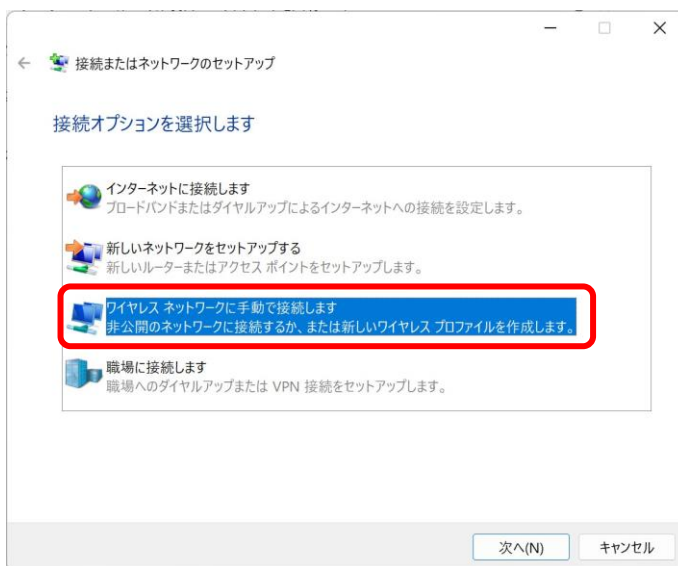 接続またはネットワークのセットアップ
接続オプションを選択します
インターネットに接続します
ブロードバンドまたはダイヤルアップによるインターネットへの接続を設定します。
新しいネットワークをセットアップする
新しいルーターまたはアクセス ポイントをセットアップします。
ワイヤレス ネットワークに手動で接続します
非公開のネットワークに接続するか、または新しいワイヤレス プロファイルを作成します。
職場に接続します
職場へのダイヤルアップまたは VPN 接続をセットアップします。
次へ(N)
キャンセル